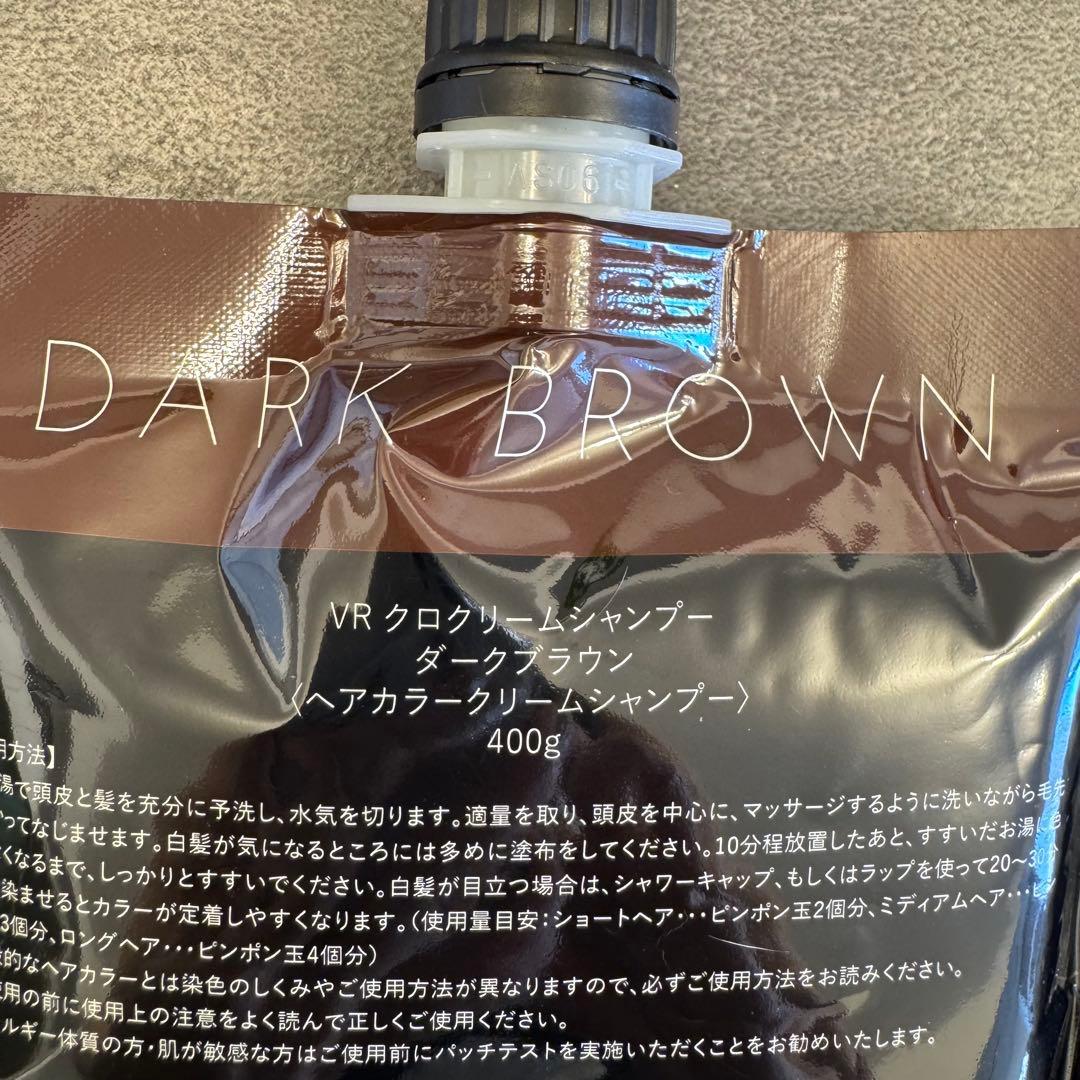 DARK BROWN
VR クロクリームシャンプー
ダークブラウン
〈ヘアカラークリームシャンプー〉
400g
用方法】
湯で頭皮と髪を充分に予洗し、水気を切ります。適量を取り、頭皮を中心に、マッサージするように洗いながら毛先
かってなじませます。白髪が気になるところには多めに塗布をしてください。10分程放置したあと、すすいだお湯に色
くなるまで、しっかりとすすいでください。白髪が目立つ場合は、シャワーキャップ、もしくはラップを使って20〜30分
染ませるとカラーが定着しやすくなります。（使用量目安：ショートヘア･･･ピンポン玉2個分、ミディアムヘア･･･ピン
3個分、ロングヘア･･･ピンポン玉4個分）
的なヘアカラーとは染色のしくみやご使用方法が異なりますので、必ずご使用方法をお読みください。
使用の前に使用上の注意をよく読んで正しくご使用ください。
ルギー体質の方・肌が敏感な方はご使用前にパッチテストを実施いただくことをお勧めいたします。